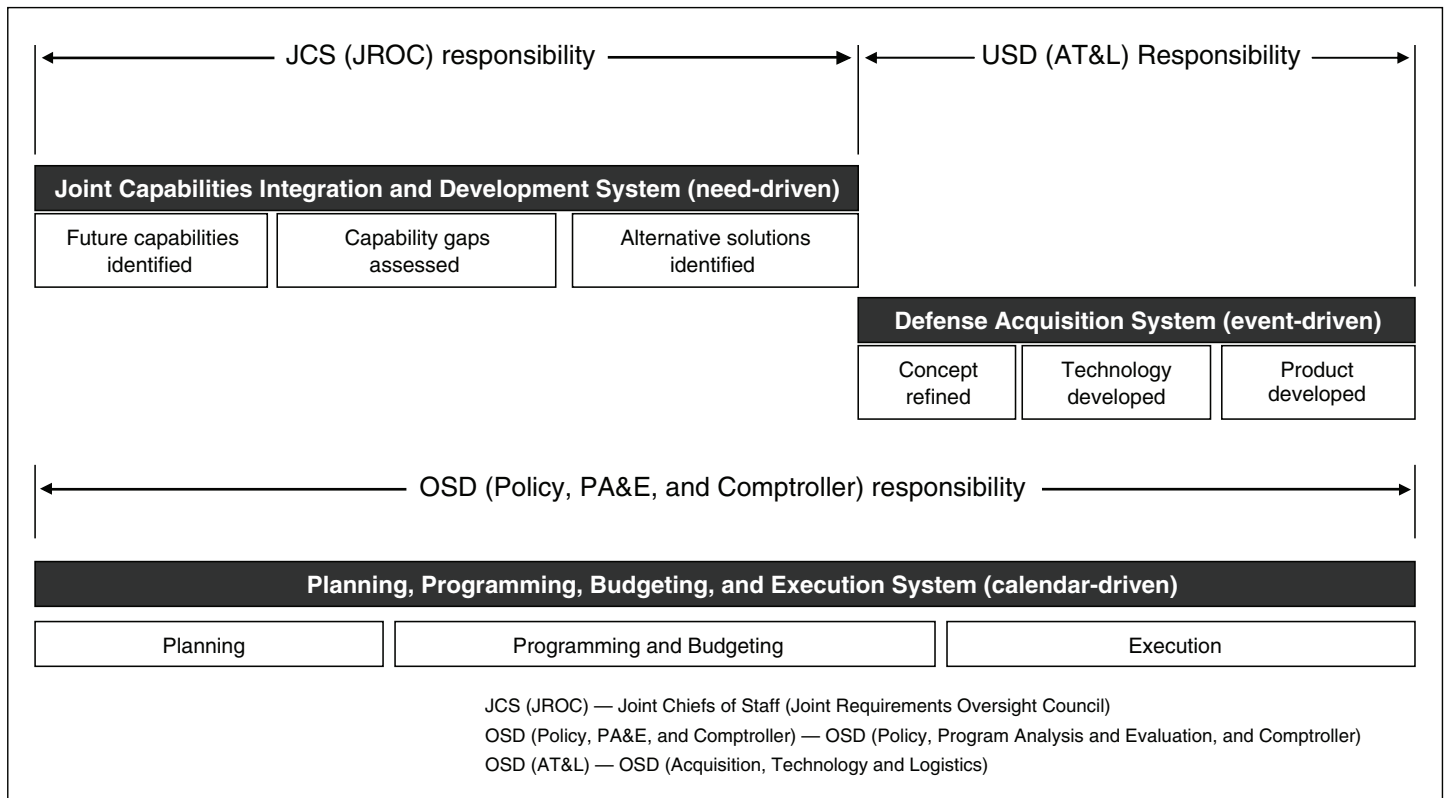 JCS (JROC) responsibility
USD (AT&L) Responsibility
Joint Capabilities Integration and Development System (need-driven)
Future capabilities
identified
Capability gaps
assessed
Alternative solutions
identified
Defense Acquisition System (event-driven)
Concept
refined
Technology
developed
Product
developed
OSD (Policy, PA&E, and Comptroller) responsibility
Planning, Programming, Budgeting, and Execution System (calendar-driven)
Planning
Programming and Budgeting
Execution
JCS (JROC) — Joint Chiefs of Staff (Joint Requirements Oversight Council)
OSD (Policy, PA&E, and Comptroller) — OSD (Policy, Program Analysis and Evaluation, and Comptroller)
OSD (AT&L) — OSD (Acquisition, Technology and Logistics)